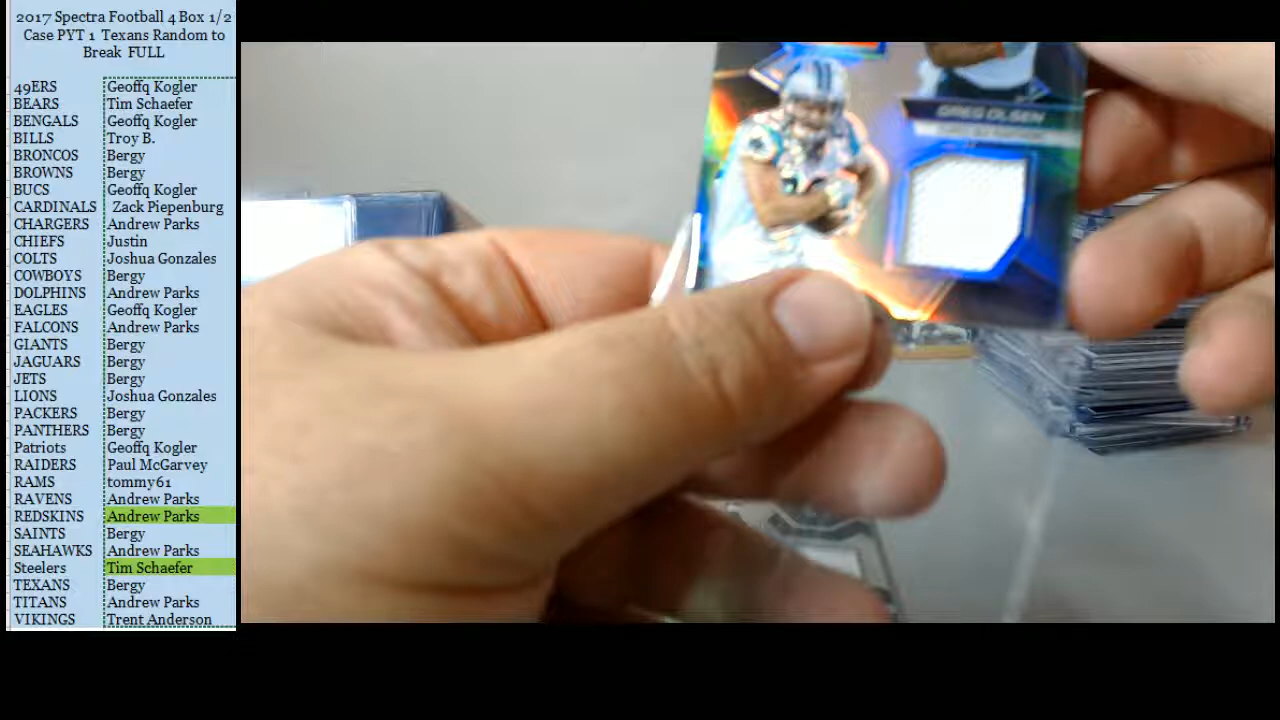 2017 Spectra Football 4 Box 1/2
Case PYT 1 Texans Random to
Break FULL
49ERS Geoffq Kogler
BEARS Tim Schaefer
BENGALS Geoffq Kogler
BILLS Troy B.
BRONCOS Bergy
BROWNS Bergy
BUCS Geoffq Kogler
CARDINALS Zack Piepenburg
CHARGERS Andrew Parks
CHIEFS Justin
COLTS Joshua Gonzales
COWBOYS Bergy
DOLPHINS Andrew Parks
EAGLES Geoffq Kogler
FALCONS Andrew Parks
GIANTS Bergy
JAGUARS Bergy
JETS Bergy
LIONS Joshua Gonzales
PACKERS Bergy
PANTHERS Bergy
Patriots Geoffq Kogler
RAIDERS Paul McGarvey
RAMS tommy61
RAVENS Andrew Parks
REDSKINS Andrew Parks
SAINTS Bergy
SEAHAWKS Andrew Parks
Steelers Tim Schaefer
TEXANS Bergy
TITANS Andrew Parks
VIKINGS Trent Anderson
GREG OLSEN